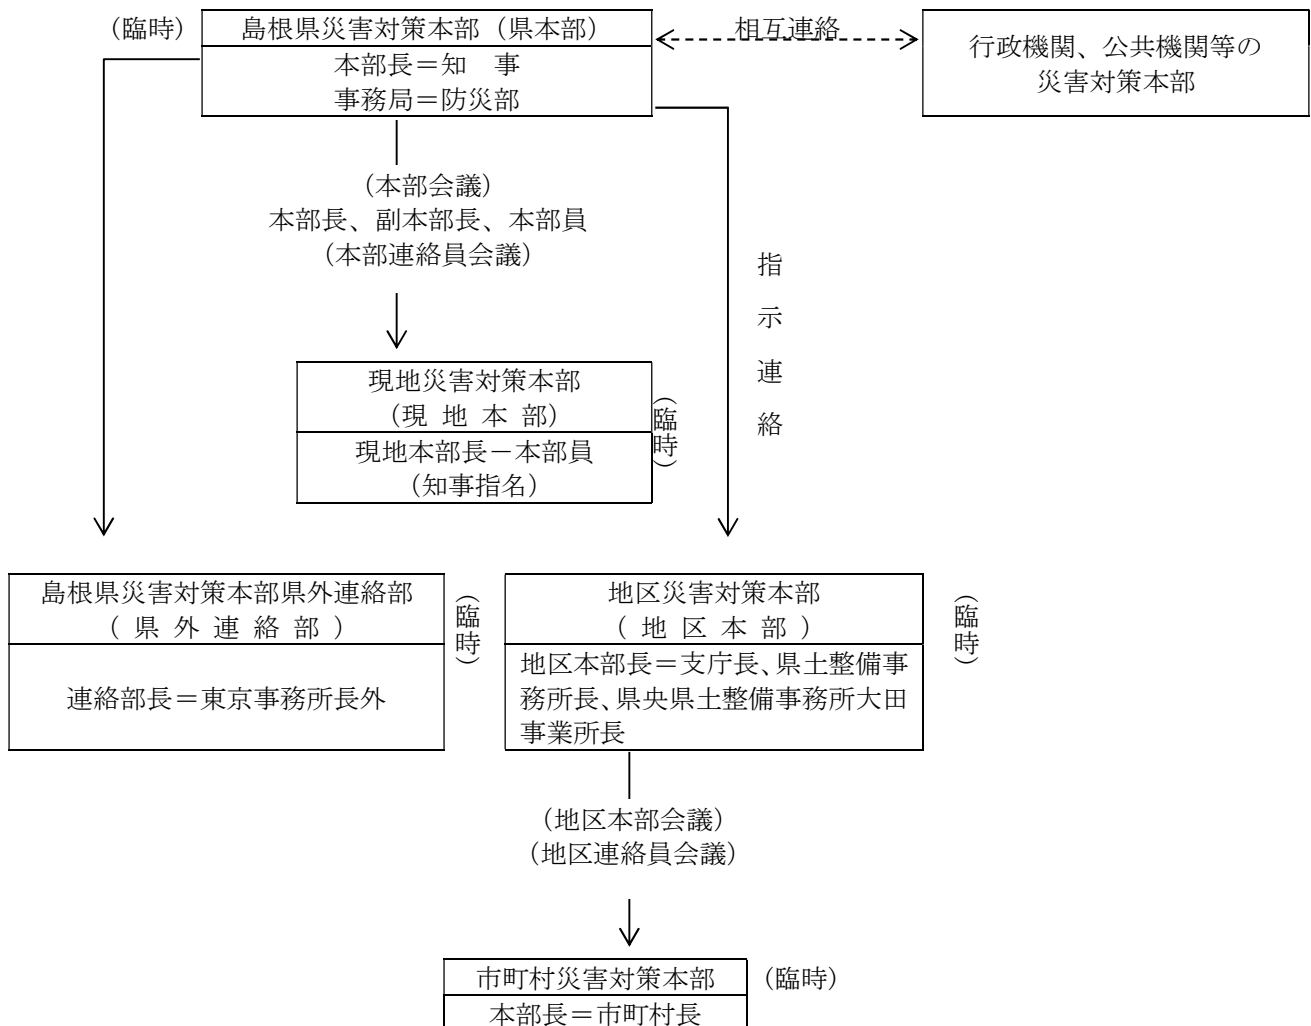 (臨時)
島根県災害対策本部（県本部）
本部長＝知　事
事務局＝防災部
相互連絡
行政機関、公共機関等の
災害対策本部
（本部会議）
本部長、副本部長、本部員
（本部連絡員会議）
指示連絡
現地災害対策本部
（現 地 本 部）
現地本部長－本部員
（知事指名）
（臨時）
島根県災害対策本部県外連絡部
（ 県 外 連 絡 部 ）
連絡部長＝東京事務所長外
（臨時）
地区災害対策本部
（ 地 区 本 部 ）
地区本部長＝支庁長、県土整備事
務所長、県央県土整備事務所大田
事業所長
（臨時）
（地区本部会議）
（地区連絡員会議）
市町村災害対策本部
本部長＝市町村長
（臨時）